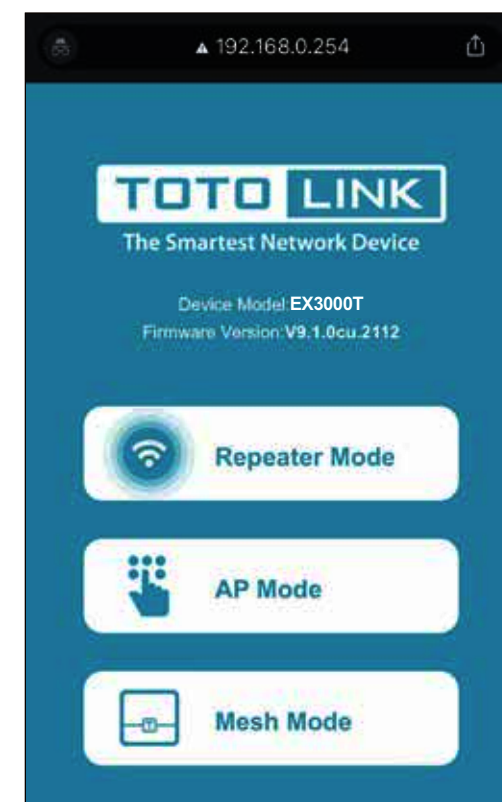 192.168.0.254
TOTO LINK
The Smartest Network Device
Device Model:EX3000T
Firmware Version:V9.1.0cu.2112
Repeater Mode
AP Mode
Mesh Mode